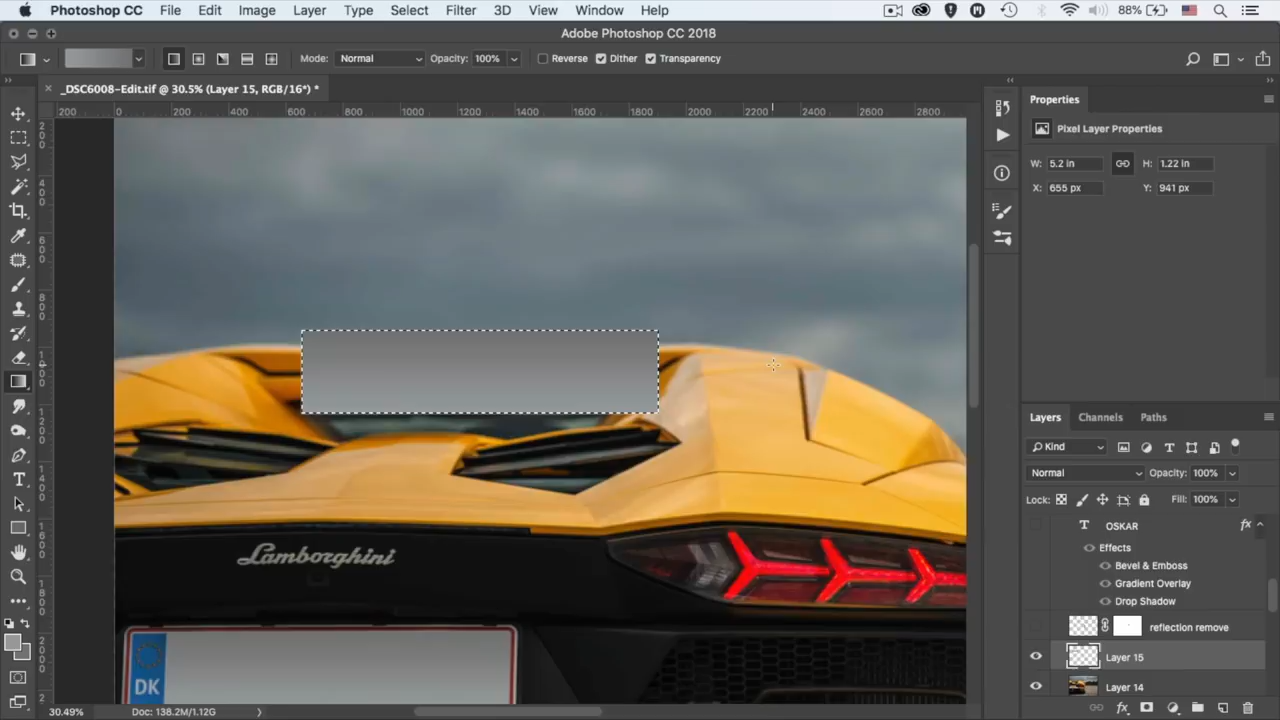 Photoshop CC File Edit Image Layer Type Select Filter 3D View Window Help 88%
Adobe Photoshop CC 2018
Mode: Normal Opacity: 100% Reverse Dither Transparency
_DSC6008-Edit.tif @ 30.5% (Layer 15, RGB/16*) *
200 0 200 400 600 800 1000 1200 1400 1600 1800 2000 2200 2400 2600 2800
Properties
Pixel Layer Properties
W: 5.2 in H: 1.22 in
X: 655 px Y: 941 px
Layers Channels Paths
Kind
Normal Opacity: 100%
Lock: Fill: 100%
T OSKAR fx
Effects
Bevel & Emboss
Gradient Overlay
Drop Shadow
reflection remove
Layer 15
Layer 14
Lamborghini
DK
30.49% Doc: 138.2M/1.12G